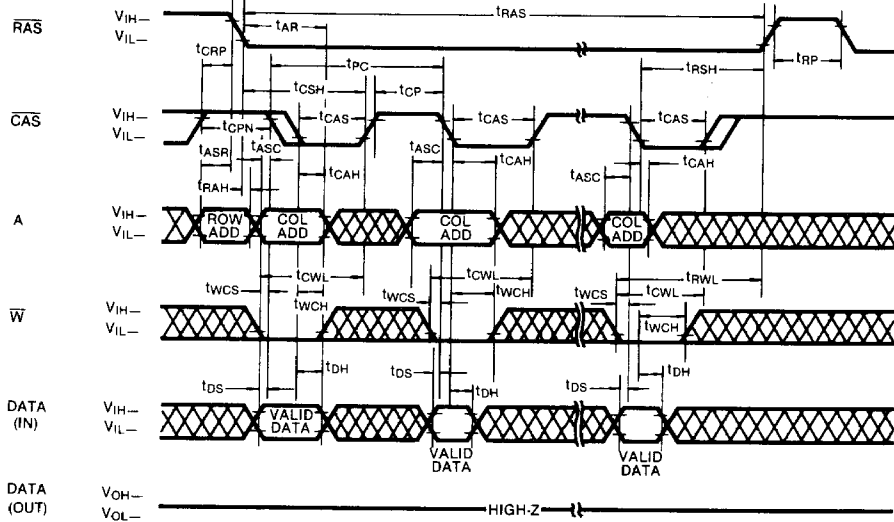 RAS
VIH
VIL
tRAS
tAR
tCRP
tPC
tRSH
tRP
tCSH
tCP
CAS
VIH
VIL
tCPN
tCAS
tCAS
tCAS
tASR
tASC
tCAH
tASC
tCAH
tASC
tCAH
tRAH
A
VIH
VIL
ROW ADD
COL ADD
COL ADD
COL ADD
tCWL
tCWL
tRWL
tWCS
tWCH
tWCS
tWCH
tWCS
tCWL
tWCH
W
VIH
VIL
tDS
tDH
tDS
tDH
tDS
tDH
DATA (IN)
VIH
VIL
VALID DATA
VALID DATA
VALID DATA
DATA (OUT)
VOH
VOL
HIGH-Z